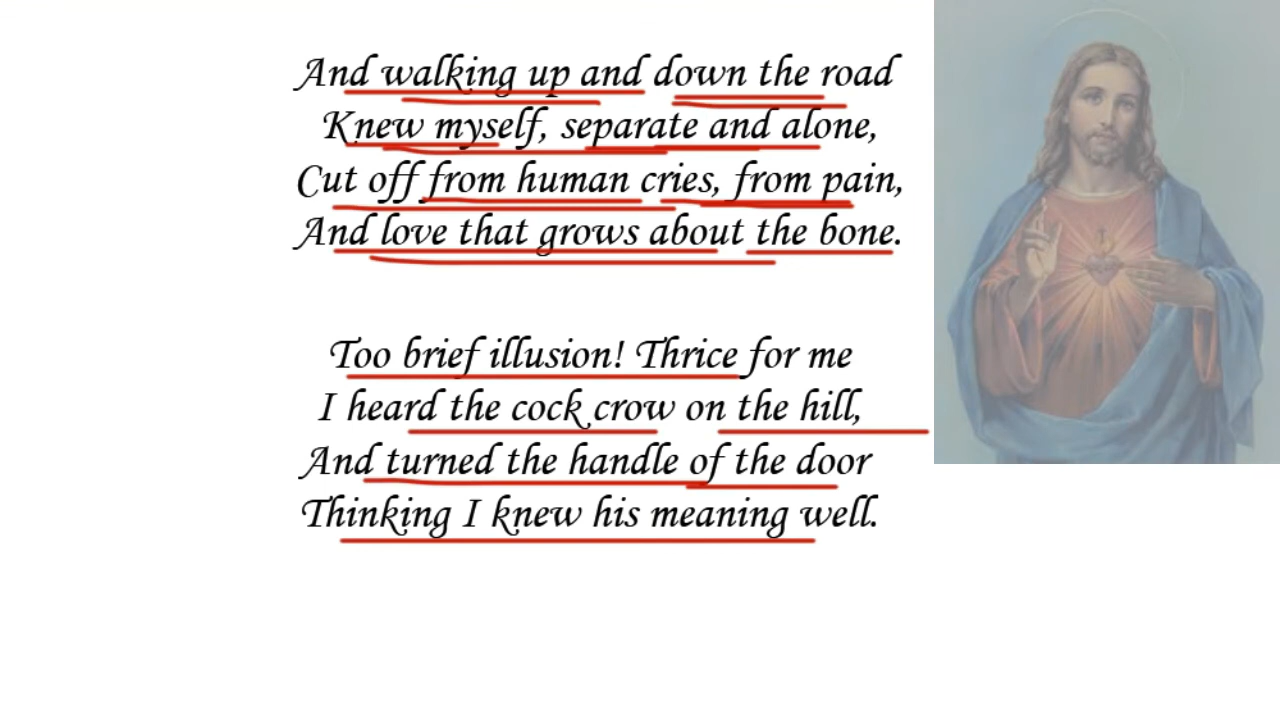 And walking up and down the road
Knew myself, separate and alone,
Cut off from human cries, from pain,
And love that grows about the bone.
Too brief illusion! Thrice for me
I heard the cock crow on the hill,
And turned the handle of the door
Thinking I knew his meaning well.